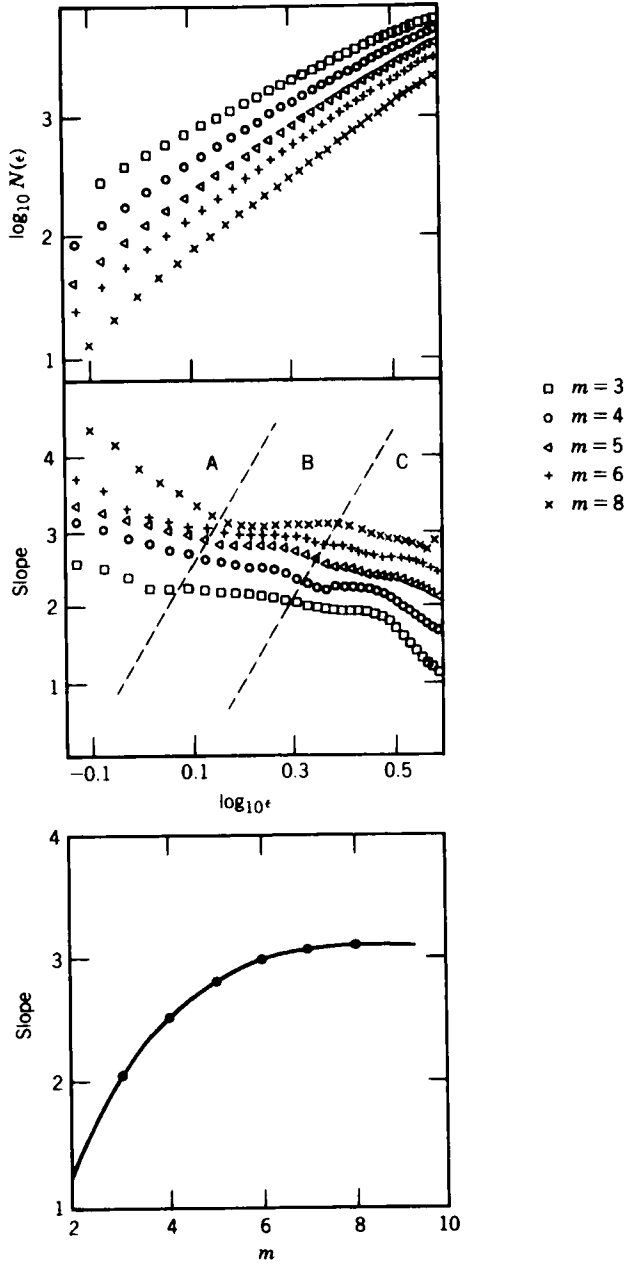 log10 N(ϵ)
3
2
1
□ m = 3
○ m = 4
◁ m = 5
+ m = 6
× m = 8
A B C
Slope
4
3
2
1
−0.1 0.1 0.3 0.5
log10ϵ
Slope
4
3
2
1
2 4 6 8 10
m